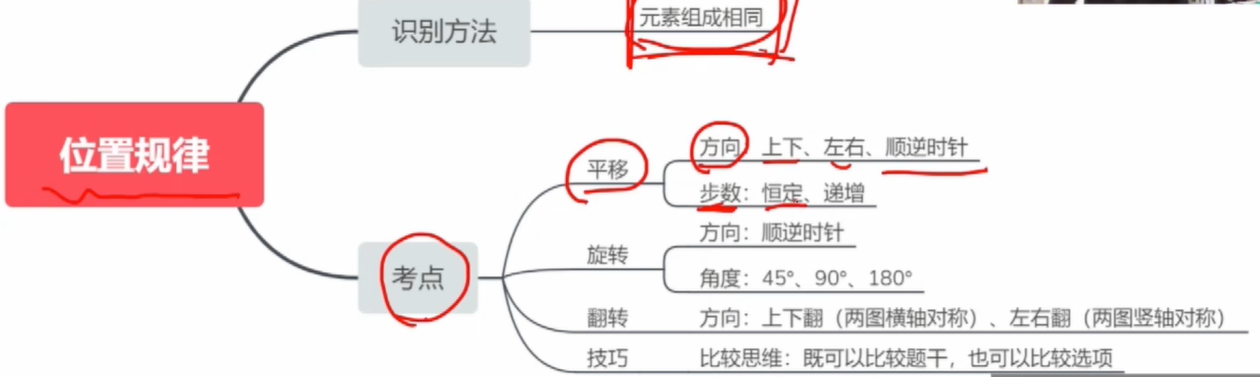 位置规律
识别方法
元素组成相同
考点
平移
方向：上下、左右、顺逆时针
步数：恒定、递增
旋转
方向：顺逆时针
角度：45°、90°、180°
翻转
方向：上下翻（两图横轴对称）、左右翻（两图竖轴对称）
技巧
比较思维：既可以比较题干，也可以比较选项